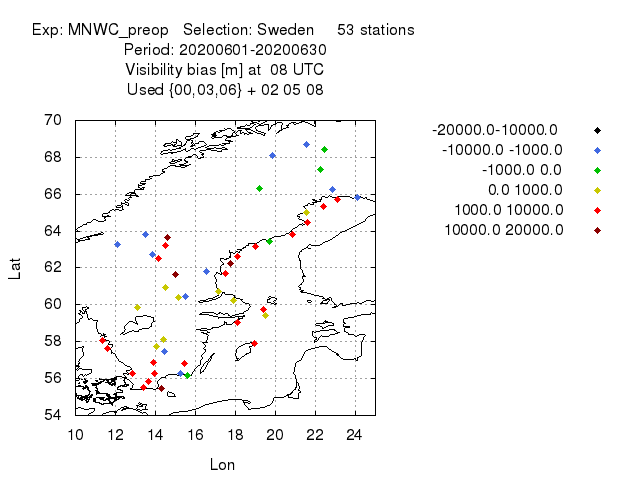 Exp: MNWC_preop   Selection: Sweden     53 stations
Period: 20200601-20200630
Visibility bias [m] at  08 UTC
Used {00,03,06} + 02 05 08
-20000.0-10000.0
-10000.0 -1000.0
-1000.0 0.0
0.0 1000.0
1000.0 10000.0
10000.0 20000.0
70
68
66
64
62
60
58
56
54
Lat
10 12 14 16 18 20 22 24
Lon